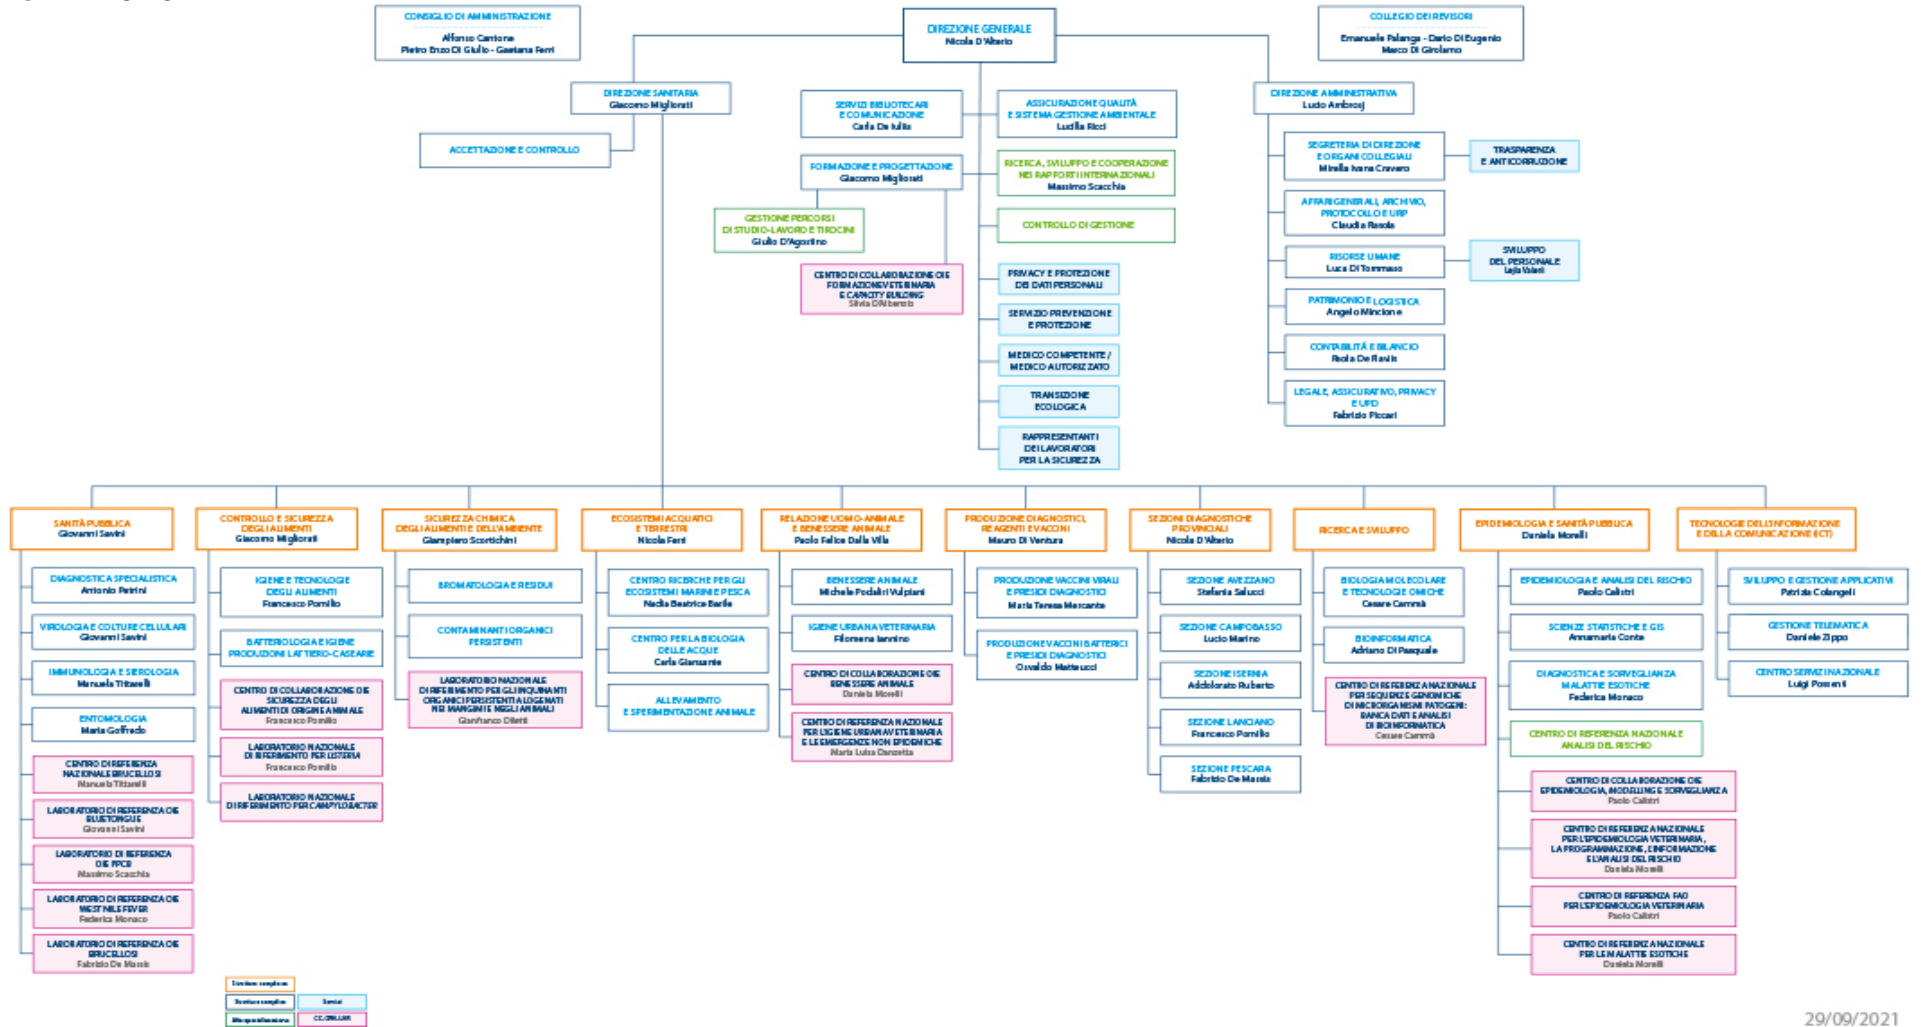 CONSIGLIO DI AMMINISTRAZIONE
Alfonso Carrione
Pietro Enzo Di Giulio - Gaetana Ferri
DIREZIONE GENERALE
Nicola D'Alterio
COLLEGIO DEI REVISORI
Emanuele Palanga - Dario Di Eugenio
Marco Di Girolamo
DIREZIONE SANITARIA
Giacomo Migliorati
ACCETTAZIONE E CONTROLLO
SERVIZI BIBLIOTECARI
E COMUNICAZIONE
Carla De Iuliis
ASSICURAZIONE QUALITÀ
E SISTEMA GESTIONE AMBIENTALE
Lucilla Ricci
FORMAZIONE E PROGETTAZIONE
Giacomo Migliorati
RICERCA, SVILUPPO E COOPERAZIONE
NEI RAPPORTI INTERNAZIONALI
Massimo Scacchia
GESTIONE PERCORSI
DI STUDIO-LAVORO E TIROCINI
Giulio D'Agostino
CONTROLLO DI GESTIONE
CENTRO DI COLLABORAZIONE OIE
FORMAZIONE VETERINARIA
E CAPACITY BUILDING
Silvia D'Albenzio
PRIVACY E PROTEZIONE
DEI DATI PERSONALI
SERVIZIO PREVENZIONE
E PROTEZIONE
MEDICO COMPETENTE /
MEDICO AUTORIZZATO
TRANSIZIONE
ECOLOGICA
RAPPRESENTANTI
DEI LAVORATORI
PER LA SICUREZZA
DIREZIONE AMMINISTRATIVA
Lucio Ambrosj
SEGRETERIA DI DIREZIONE
E ORGANI COLLEGIALI
Mirella Ivana Cravero
TRASPARENZA
E ANTICORRUZIONE
AFFARI GENERALI, ARCHIVIO,
PROTOCOLLO E URP
Claudia Rasola
RISORSE UMANE
Luca Di Tommaso
SVILUPPO
DEL PERSONALE
Lejla Valerii
PATRIMONIO E LOGISTICA
Angelo Mincione
CONTABILITÀ E BILANCIO
Paola De Flaviis
LEGALE, ASSICURATIVO, PRIVACY
E UPD
Fabrizio Piccari
SANITÀ PUBBLICA
Giovanni Savini
DIAGNOSTICA SPECIALISTICA
Antonio Petrini
VIROLOGIA E COLTURE CELLULARI
Giovanni Savini
IMMUNOLOGIA E SIEROLOGIA
Manuela Tittarelli
ENTOMOLOGIA
Maria Goffredo
CENTRO DI REFERENZA
NAZIONALE BRUCELLOSI
Manuela Tittarelli
LABORATORIO DI REFERENZA OIE
BLUETONGUE
Giovanni Savini
LABORATORIO DI REFERENZA
OIE PPCB
Massimo Scacchia
LABORATORIO DI REFERENZA OIE
WEST NILE FEVER
Federica Monaco
LABORATORIO DI REFERENZA OIE
BRUCELLOSI
Fabrizio De Massis
CONTROLLO E SICUREZZA
DEGLI ALIMENTI
Giacomo Migliorati
IGIENE E TECNOLOGIE
DEGLI ALIMENTI
Francesco Pomilio
BATTERIOLOGIA E IGIENE
PRODUZIONI LATTIERO-CASEARIE
CENTRO DI COLLABORAZIONE OIE
SICUREZZA DEGLI
ALIMENTI DI ORIGINE ANIMALE
Francesco Pomilio
LABORATORIO NAZIONALE
DI RIFERIMENTO PER LISTERIA
Francesco Pomilio
LABORATORIO NAZIONALE
DI RIFERIMENTO PER CAMPYLOBACTER
SICUREZZA CHIMICA
DEGLI ALIMENTI E DELL'AMBIENTE
Giampiero Scortichini
BROMATOLOGIA E RESIDUI
CONTAMINANTI ORGANICI
PERSISTENTI
LABORATORIO NAZIONALE
DI RIFERIMENTO PER GLI INQUINANTI
ORGANICI PERSISTENTI ALOGENATI
NEI MANGIMI E NEGLI ANIMALI
Gianfranco Diletti
ECOSISTEMI ACQUATICI
E TERRESTRI
Nicola Ferri
CENTRO RICERCHE PER GLI
ECOSISTEMI MARINI E PESCA
Nadia Beatrice Barile
CENTRO PER LA BIOLOGIA
DELLE ACQUE
Carla Giansante
ALLEVAMENTO
E SPERIMENTAZIONE ANIMALE
RELAZIONE UOMO-ANIMALE
E BENESSERE ANIMALE
Paolo Felice Dalla Villa
BENESSERE ANIMALE
Michele Podaliri Vulpiani
IGIENE URBANA VETERINARIA
Filomena Iannino
CENTRO DI COLLABORAZIONE OIE
BENESSERE ANIMALE
Daniela Morelli
CENTRO DI REFERENZA NAZIONALE
PER L'IGIENE URBANA VETERINARIA
E LE EMERGENZE NON EPIDEMICHE
Maria Luisa Danzetta
PRODUZIONE DIAGNOSTICI,
REAGENTI E VACCINI
Mauro Di Ventura
PRODUZIONE VACCINI VIRALI
E PRESIDI DIAGNOSTICI
Maria Teresa Mercante
PRODUZIONE VACCINI BATTERICI
E PRESIDI DIAGNOSTICI
Osvaldo Matteucci
SEZIONI DIAGNOSTICHE
PROVINCIALI
Nicola D'Alterio
SEZIONE AVEZZANO
Stefania Salucci
SEZIONE CAMPOBASSO
Lucio Marino
SEZIONE ISERNIA
Addolorato Ruberto
SEZIONE LANCIANO
Francesco Pomilio
SEZIONE PESCARA
Fabrizio De Massis
RICERCA E SVILUPPO
BIOLOGIA MOLECOLARE
E TECNOLOGIE OMICHE
Cesare Cammà
BIOINFORMATICA
Adriano Di Pasquale
CENTRO DI REFERENZA NAZIONALE
PER SEQUENZE GENOMICHE
DI MICRORGANISMI PATOGENI:
BANCA DATI E ANALISI
DI BIOINFORMATICA
Cesare Cammà
EPIDEMIOLOGIA E SANITÀ PUBBLICA
Daniela Morelli
EPIDEMIOLOGIA E ANALISI DEL RISCHIO
Paolo Calistri
SCIENZE STATISTICHE E GIS
Annamaria Conte
DIAGNOSTICA E SORVEGLIANZA
MALATTIE ESOTICHE
Federica Monaco
CENTRO DI REFERENZA NAZIONALE
ANALISI DEL RISCHIO
CENTRO DI COLLABORAZIONE OIE
EPIDEMIOLOGIA, MODELLING E SORVEGLIANZA
Paolo Calistri
CENTRO DI REFERENZA NAZIONALE
PER L'EPIDEMIOLOGIA VETERINARIA,
LA PROGRAMMAZIONE, L'INFORMAZIONE
E L'ANALISI DEL RISCHIO
Daniela Morelli
CENTRO DI REFERENZA FAO
PER L'EPIDEMIOLOGIA VETERINARIA
Paolo Calistri
CENTRO DI REFERENZA NAZIONALE
PER LE MALATTIE ESOTICHE
Daniela Morelli
TECNOLOGIE DELL'INFORMAZIONE
E DELLA COMUNICAZIONE (ICT)
SVILUPPO E GESTIONE APPLICATIVI
Patrizia Colangeli
GESTIONE TELEMATICA
Daniele Zippo
CENTRO SERVIZI NAZIONALE
Luigi Possenti
Struttura complessa
Struttura semplice
Servizi
Alta specializzazione
29/09/2021